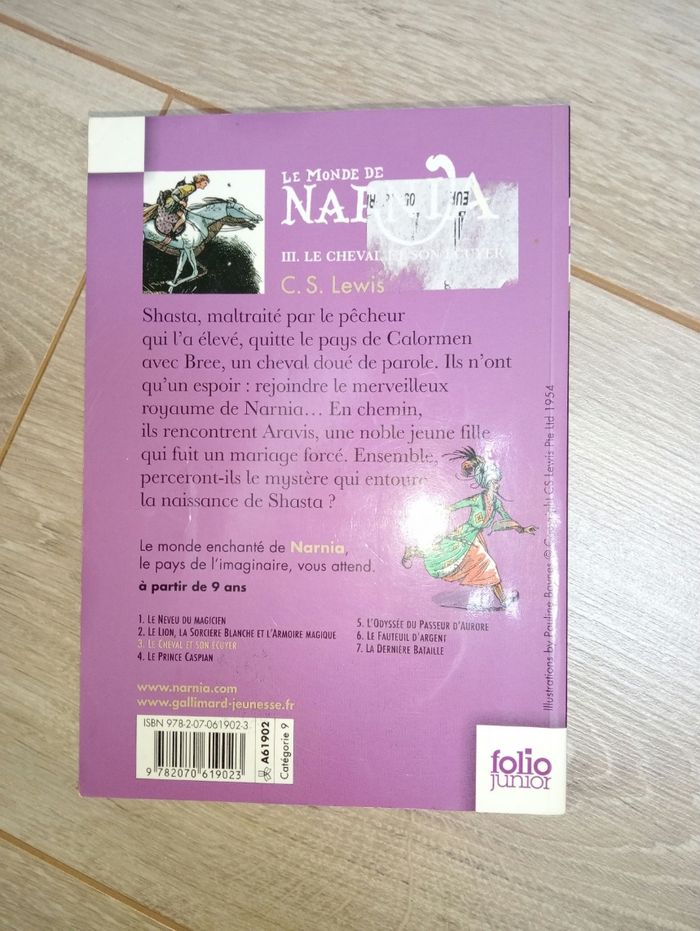 Le Monde de
NARNIA
III. LE CHEVAL ET SON ÉCUYER
C. S. Lewis
Shasta, maltraité par le pêcheur
qui l'a élevé, quitte le pays de Calormen
avec Bree, un cheval doué de parole. Ils n'ont
qu'un espoir : rejoindre le merveilleux
royaume de Narnia... En chemin,
ils rencontrent Aravis, une noble jeune fille
qui fuit un mariage forcé. Ensemble,
perceront-ils le mystère qui entoure
la naissance de Shasta ?
Le monde enchanté de Narnia,
le pays de l'imaginaire, vous attend.
à partir de 9 ans
1. Le Neveu du magicien
2. Le Lion, la Sorcière Blanche et l'Armoire magique
3. Le Cheval et son écuyer
4. Le Prince Caspian
5. L'Odyssée du Passeur d'Aurore
6. Le Fauteuil d'argent
7. La Dernière Bataille
www.narnia.com
www.gallimard-jeunesse.fr
ISBN 978-2-07-061902-3
9 782070 619023
A61902
Catégorie 9
folio
junior
Illustrations by Pauline Baynes © Copyright CS Lewis Pte Ltd 1954